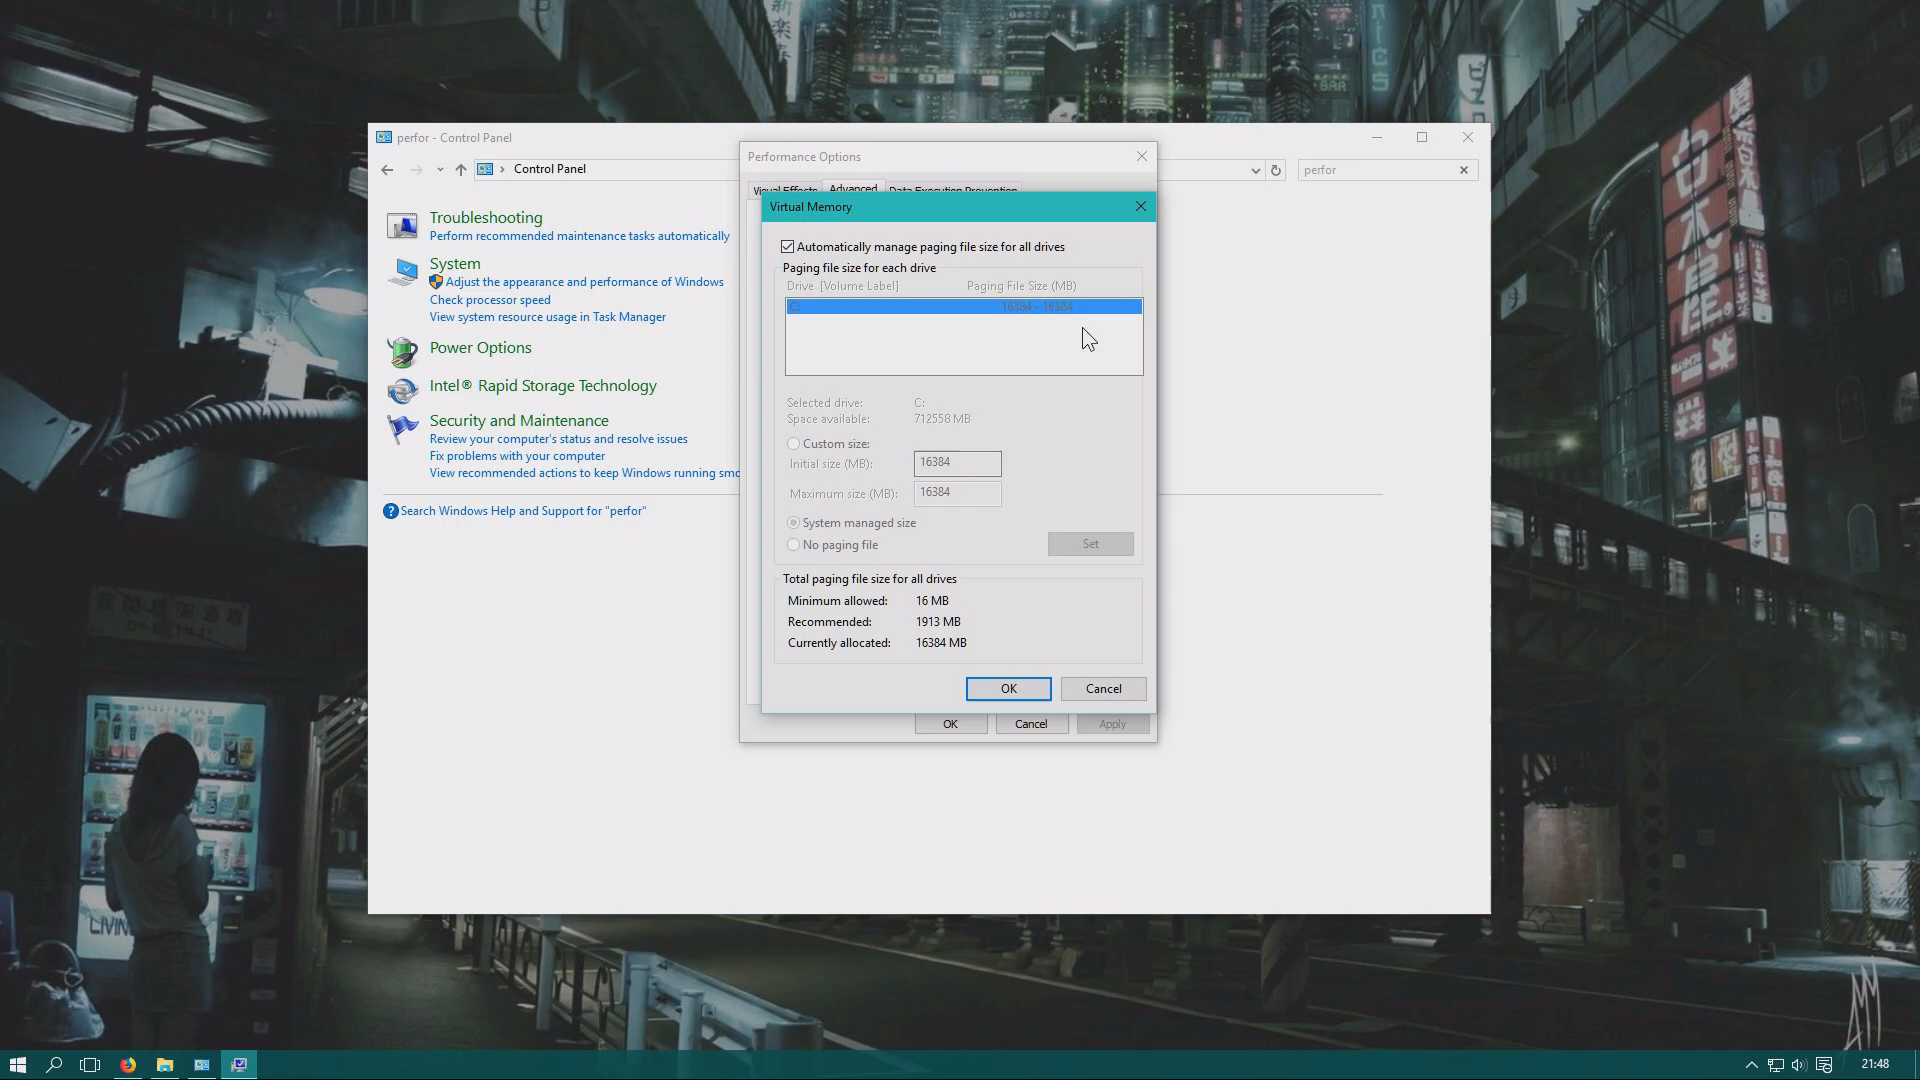 perfor - Control Panel
Control Panel
perfor
Troubleshooting
Perform recommended maintenance tasks automatically
System
Adjust the appearance and performance of Windows
Check processor speed
View system resource usage in Task Manager
Power Options
Intel® Rapid Storage Technology
Security and Maintenance
Review your computer's status and resolve issues
Fix problems with your computer
View recommended actions to keep Windows running smo
Search Windows Help and Support for "perfor"
Performance Options
Visual Effects Advanced Data Execution Prevention
Virtual Memory
Automatically manage paging file size for all drives
Paging file size for each drive
Drive [Volume Label] Paging File Size (MB)
C: 16384 - 16384
Selected drive: C:
Space available: 712558 MB
Custom size:
Initial size (MB): 16384
Maximum size (MB): 16384
System managed size
No paging file
Set
Total paging file size for all drives
Minimum allowed: 16 MB
Recommended: 1913 MB
Currently allocated: 16384 MB
OK Cancel
OK Cancel Apply
BAR
LIVIN
21:48